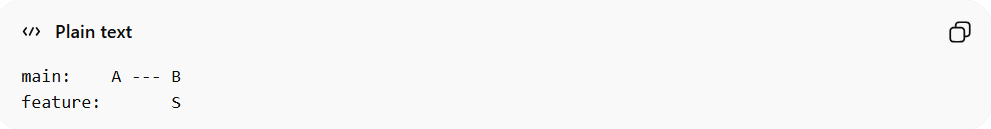 </> Plain text
main:    A --- B
feature:       S